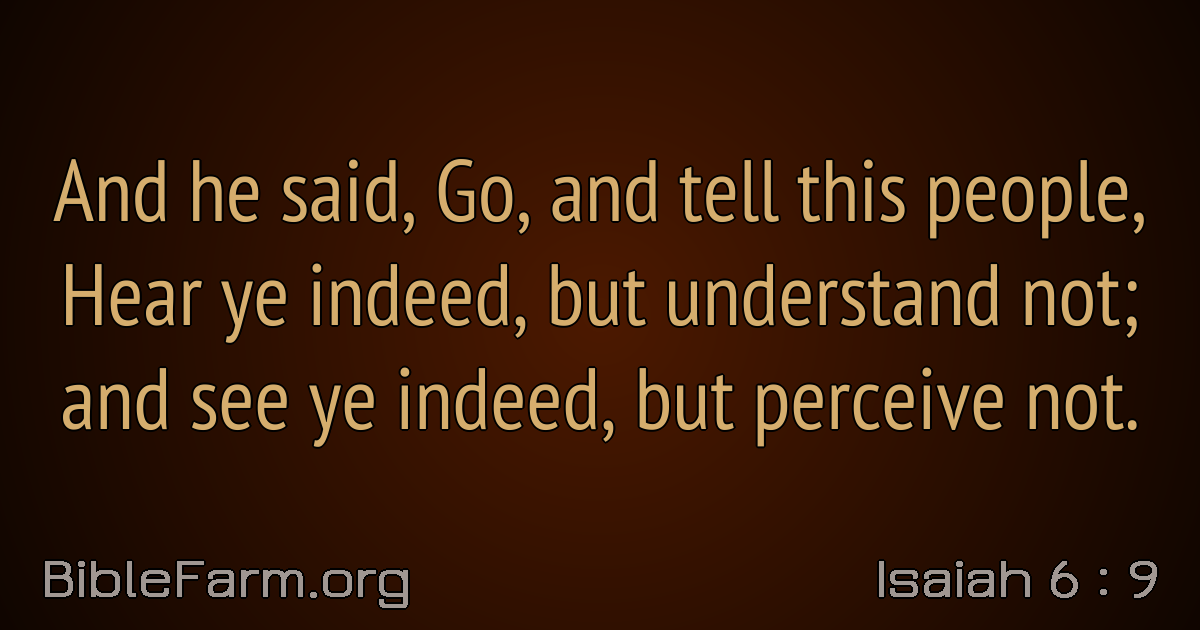 And he said, Go, and tell this people,
Hear ye indeed, but understand not;
and see ye indeed, but perceive not.
BibleFarm.org
Isaiah 6 : 9